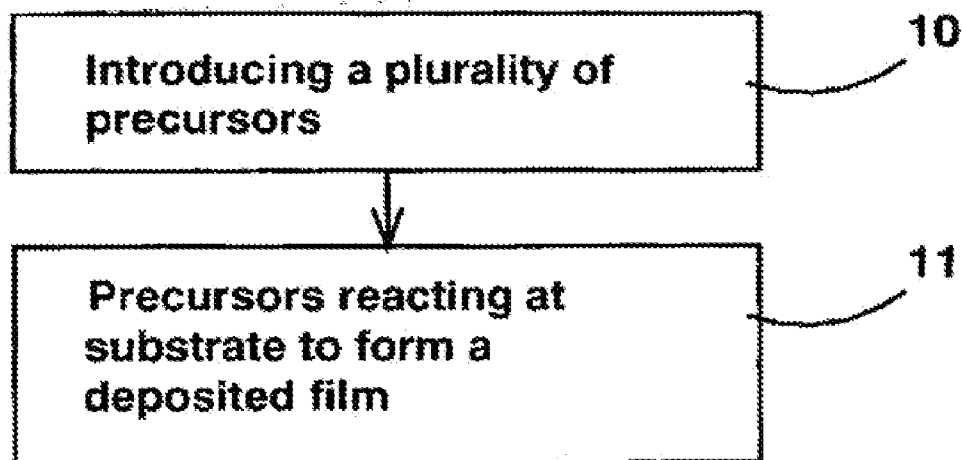 10
Introducing a plurality of
precursors
11
Precursors reacting at
substrate to form a
deposited film